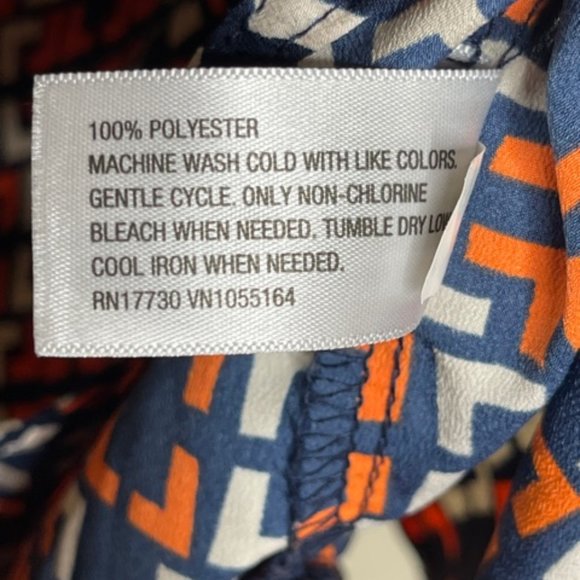 100% POLYESTER
MACHINE WASH COLD WITH LIKE COLORS.
GENTLE CYCLE. ONLY NON-CHLORINE
BLEACH WHEN NEEDED. TUMBLE DRY LOW
COOL IRON WHEN NEEDED.
RN17730 VN1055164